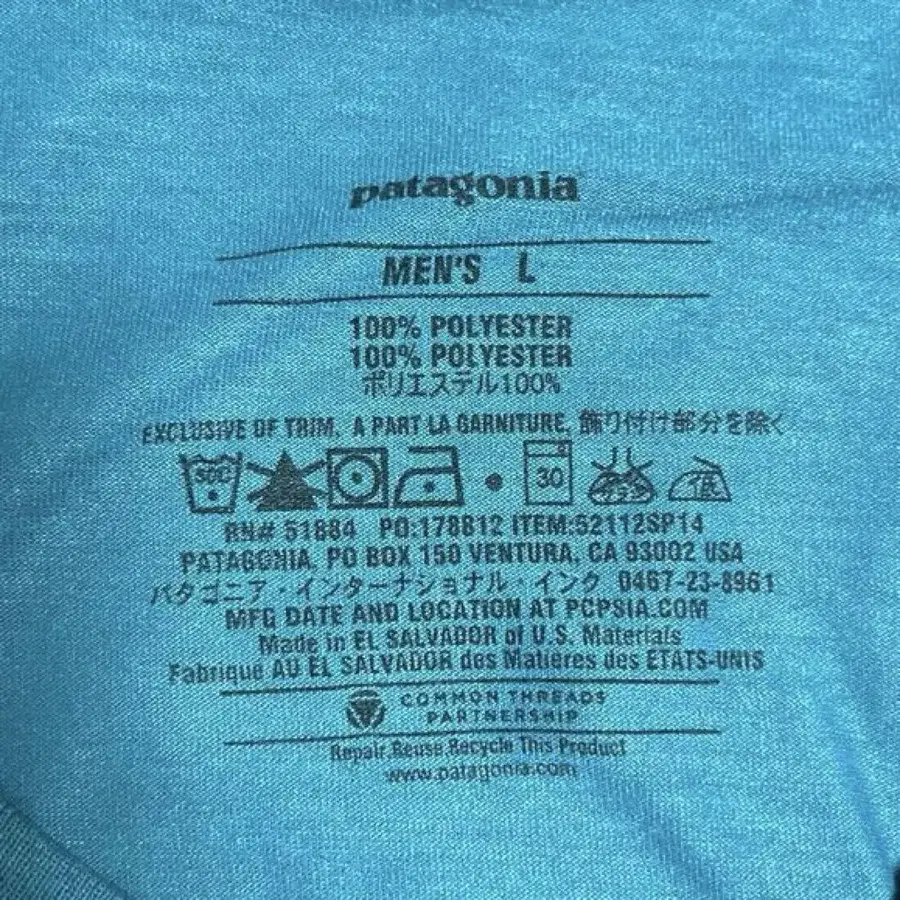 patagonia
MEN'S L
100% POLYESTER
100% POLYESTER
ポリエステル100%
EXCLUSIVE OF TRIM. A PART LA GARNITURE. 飾り付け部分を除く
30 低
RN# 51884 PO:178812 ITEM:52112SP14
PATAGONIA, PO BOX 150 VENTURA, CA 93002 USA
パタゴニア・インターナショナル・インク 0467-23-8961
MFG DATE AND LOCATION AT PCPSIA.COM
Made in EL SALVADOR of U.S. Materials
Fabriqué AU EL SALVADOR des Matières des ETATS-UNIS
COMMON THREADS
PARTNERSHIP
Repair.Reuse.Recycle This Product
www.patagonia.com